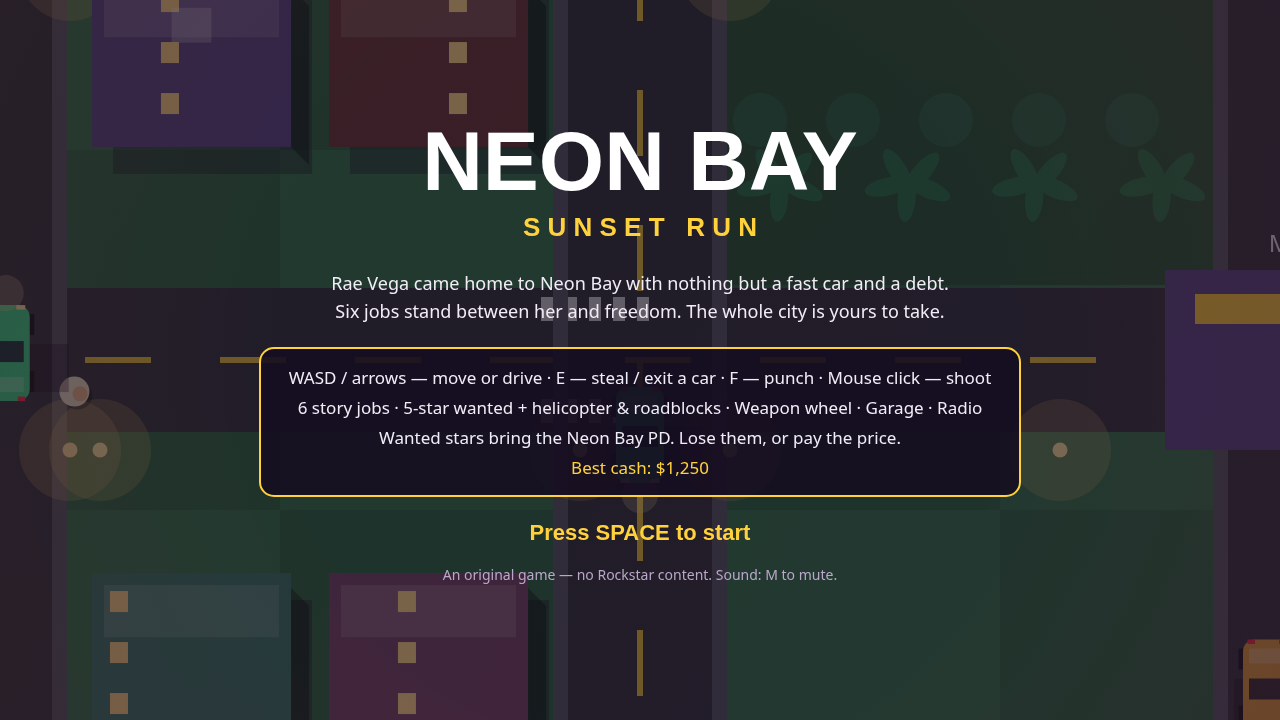 NEON BAY
SUNSET RUN
Rae Vega came home to Neon Bay with nothing but a fast car and a debt.
Six jobs stand between her and freedom. The whole city is yours to take.
WASD / arrows — move or drive · E — steal / exit a car · F — punch · Mouse click — shoot
6 story jobs · 5-star wanted + helicopter & roadblocks · Weapon wheel · Garage · Radio
Wanted stars bring the Neon Bay PD. Lose them, or pay the price.
Best cash: $1,250
Press SPACE to start
An original game — no Rockstar content. Sound: M to mute.